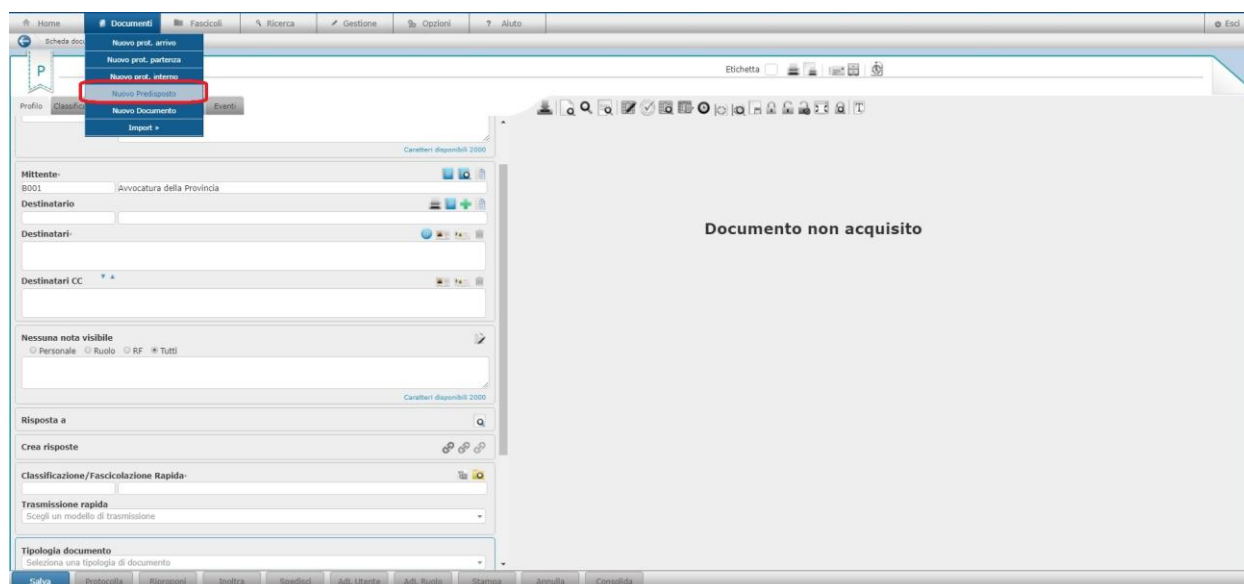 Home Documenti Fascicoli Ricerca Gestione Opzioni ? Aiuto Esci
Scheda
Nuovo prot. arrivo
Nuovo prot. partenza
Nuovo prot. interno
Nuovo Predisposto
Nuovo Documento
Import »
P
Etichetta
Profilo Eventi
Caratteri disponibili 2000
Mittente*
B001 Avvocatura della Provincia
Destinatario
Destinatari*
Destinatari CC
Nessuna nota visibile
Personale Ruolo RF Tutti
Caratteri disponibili 2000
Risposta a
Crea risposte
Classificazione/Fascicolazione Rapida*
Trasmissione rapida
Scegli un modello di trasmissione
Tipologia documento
Seleziona una tipologia di documento
Documento non acquisito
Salva Protocolla Riproponi Inoltra Spedisci Adl Utente Adl Ruolo Stampa Annulla Consolida